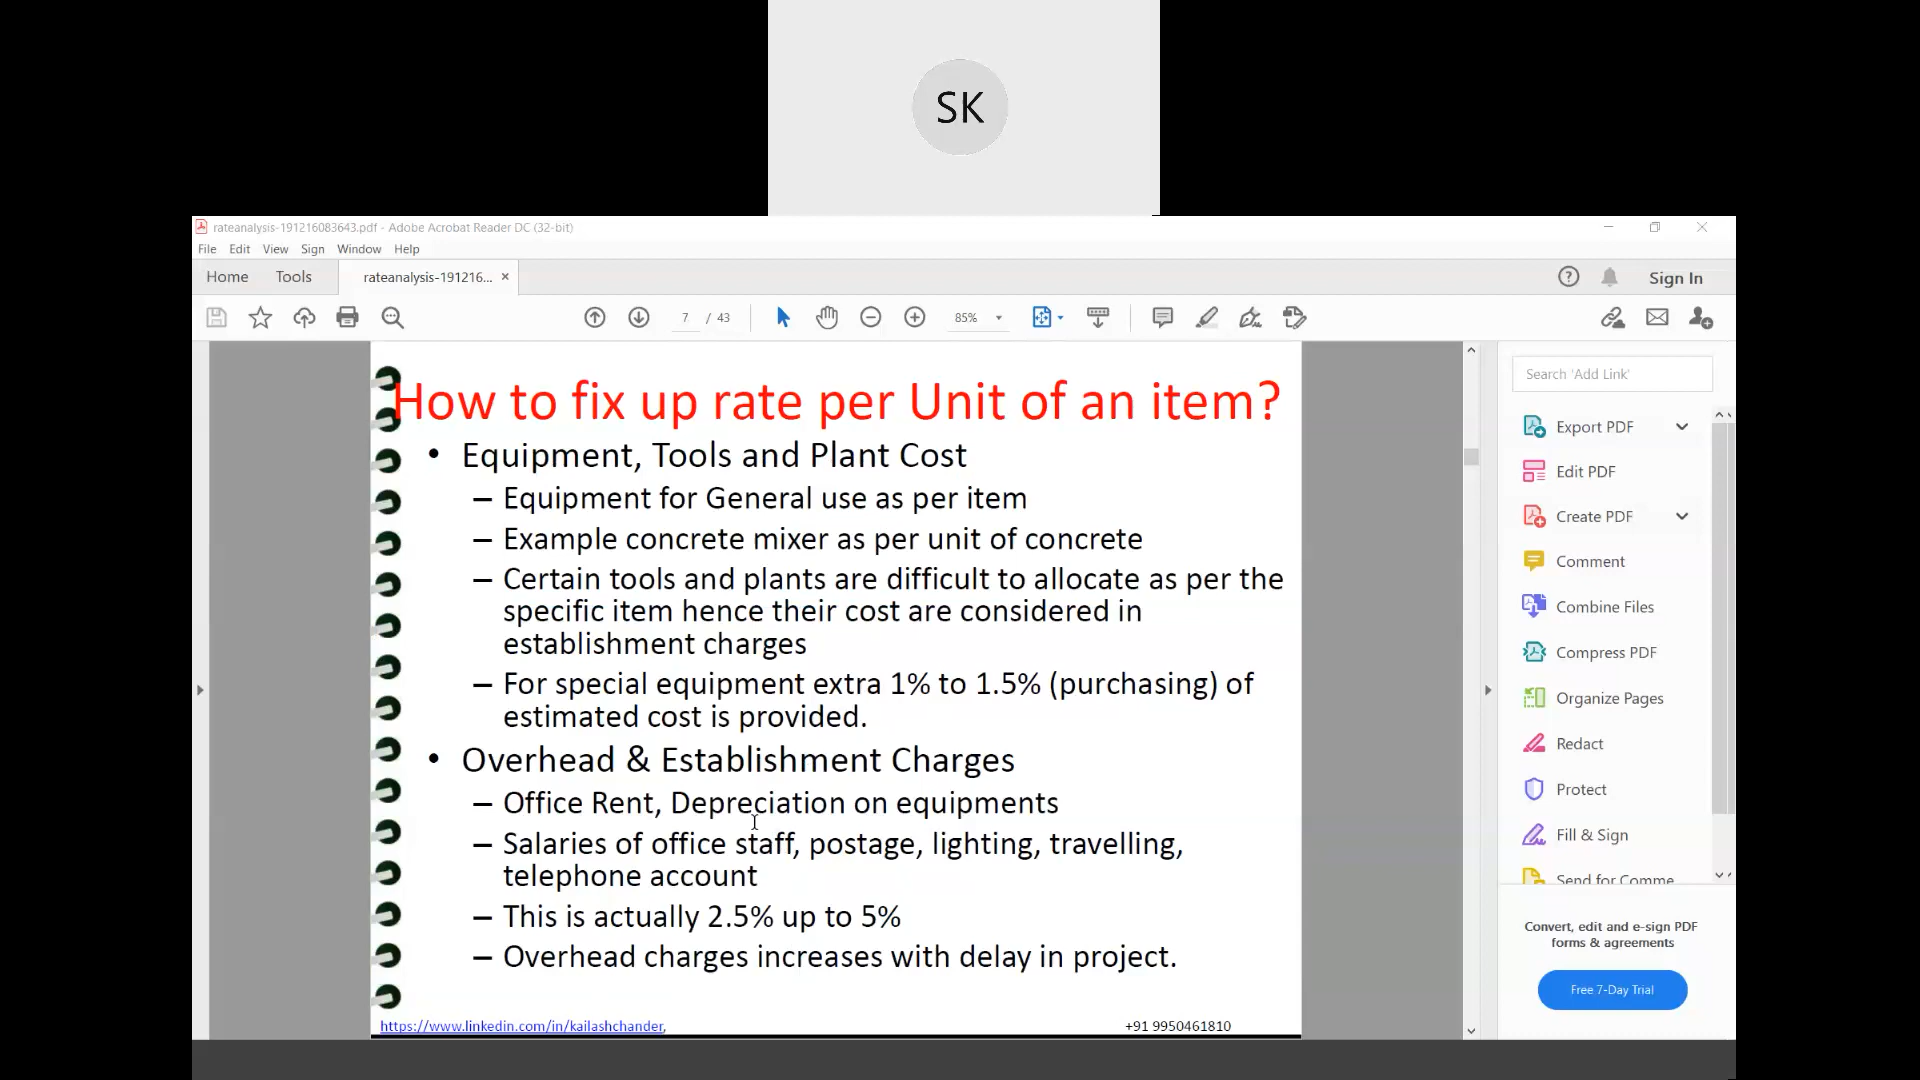 SK
rateanalysis-191216083643.pdf - Adobe Acrobat Reader DC (32-bit)
File Edit View Sign Window Help
Home Tools rateanalysis-191216... × Sign In
7 / 43 85%
How to fix up rate per Unit of an item?
• Equipment, Tools and Plant Cost
– Equipment for General use as per item
– Example concrete mixer as per unit of concrete
– Certain tools and plants are difficult to allocate as per the
specific item hence their cost are considered in
establishment charges
– For special equipment extra 1% to 1.5% (purchasing) of
estimated cost is provided.
• Overhead & Establishment Charges
– Office Rent, Depreciation on equipments
– Salaries of office staff, postage, lighting, travelling,
telephone account
– This is actually 2.5% up to 5%
– Overhead charges increases with delay in project.
https://www.linkedin.com/in/kailashchander, +91 9950461810
Search 'Add Link'
Export PDF
Edit PDF
Create PDF
Comment
Combine Files
Compress PDF
Organize Pages
Redact
Protect
Fill & Sign
Send for Comme
Convert, edit and e-sign PDF
forms & agreements
Free 7-Day Trial